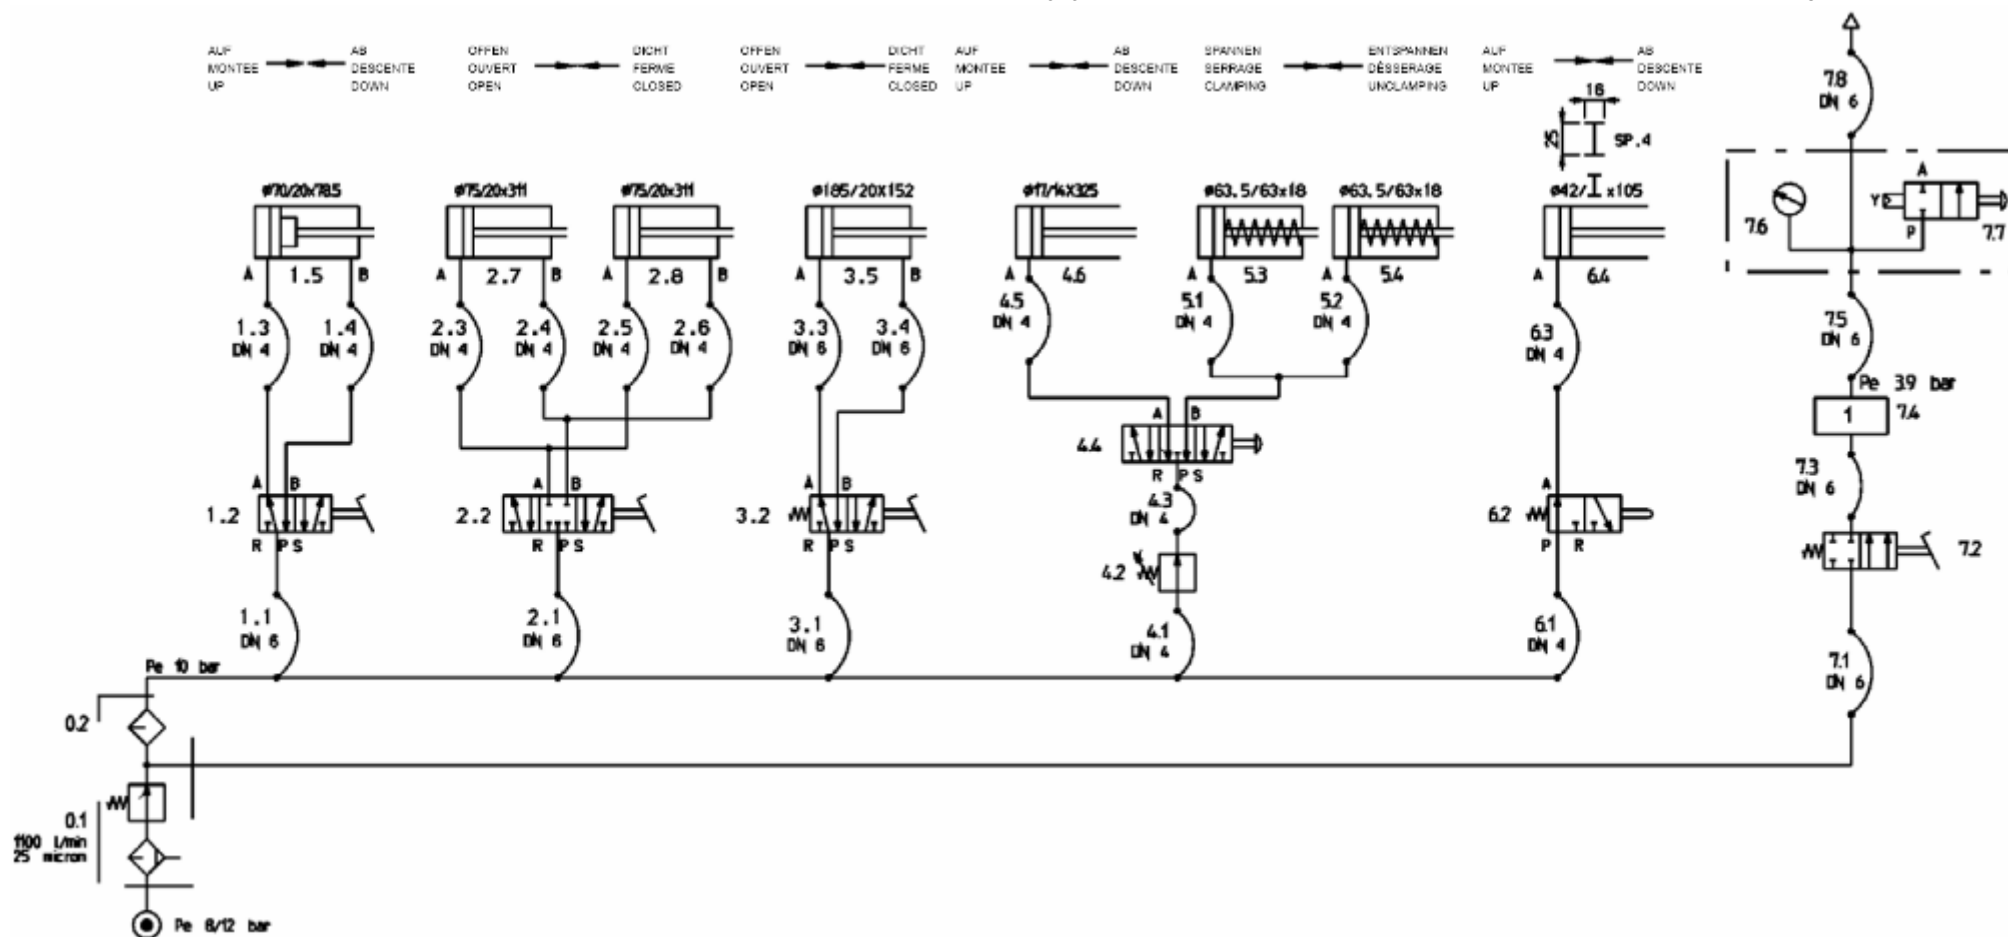 AUF
MONTEE
UP
AB
DESCENTE
DOWN
OFFEN
OUVERT
OPEN
DICHT
FERME
CLOSED
OFFEN
OUVERT
OPEN
DICHT
FERME
CLOSED
AUF
MONTEE
UP
AB
DESCENTE
DOWN
SPANNEN
SERRAGE
CLAMPING
ENTSPANNEN
DÈSSERAGE
UNCLAMPING
AUF
MONTEE
UP
AB
DESCENTE
DOWN
16
25
SP.4
ø70/20x78.5
ø75/20x311
ø75/20x311
ø185/20X152
ø17/14X325
ø63.5/63x18
ø63.5/63x18
ø42/ x105
A 1.5 B
A 2.7 B
A 2.8 B
A 3.5 B
A 4.6
A 5.3
A 5.4
A 6.4
7.8
DN 6
7.6
A
Y
P
7.7
1.3
DN 4
1.4
DN 4
2.3
DN 4
2.4
DN 4
2.5
DN 4
2.6
DN 4
3.3
DN 6
3.4
DN 6
4.5
DN 4
5.1
DN 4
5.2
DN 4
6.3
DN 4
7.5
DN 6
Pe 3.9 bar
1
7.4
7.3
DN 6
7.2
A B
1.2
R P S
A B
2.2
R P S
A B
3.2
R P S
A B
4.4
R P S
4.3
DN 4
4.2
A
6.2
P R
1.1
DN 6
2.1
DN 6
3.1
DN 6
4.1
DN 4
6.1
DN 4
7.1
DN 6
Pe 10 bar
0.2
0.1
1100 l/min
25 micron
Pe 8/12 bar